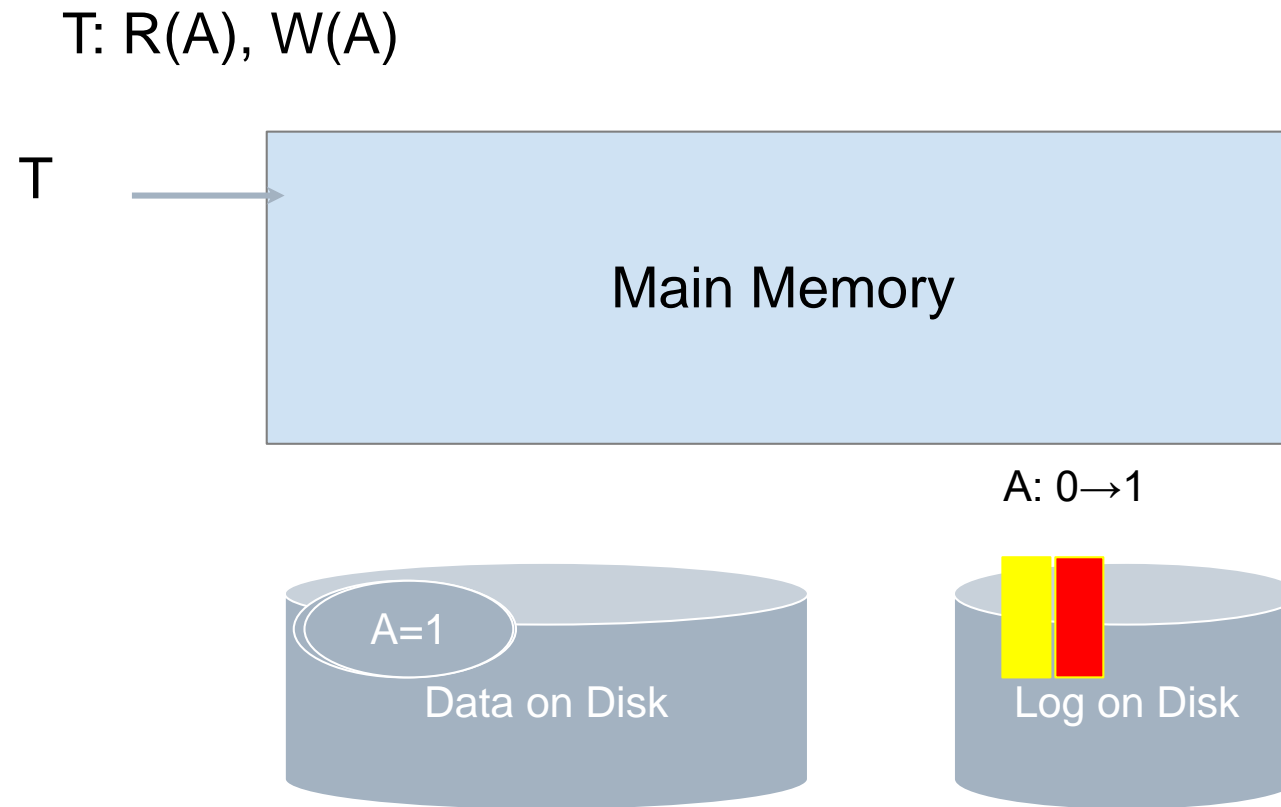 T: R(A), W(A)
T
Main Memory
A: 0→1
A=1
Data on Disk
Log on Disk